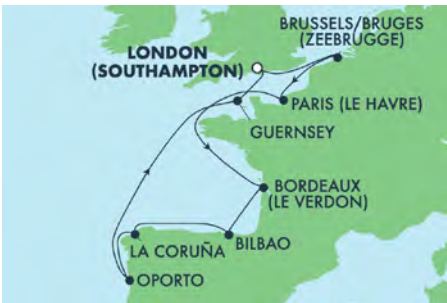 BRUSSELS/BRUGES
(ZEEBRUGGE)
LONDON
(SOUTHAMPTON)
PARIS (LE HAVRE)
GUERNSEY
BORDEAUX
(LE VERDON)
LA CORUÑA
BILBAO
OPORTO